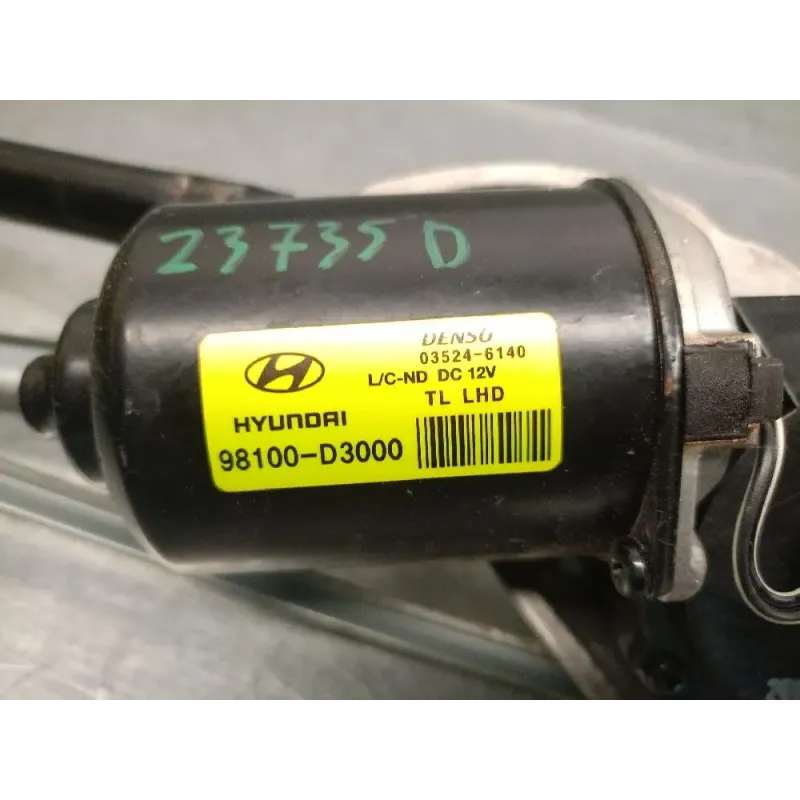 23735 D
DENSO
03524-6140
L/C-ND DC 12V
TL LHD
HYUNDAI
98100-D3000